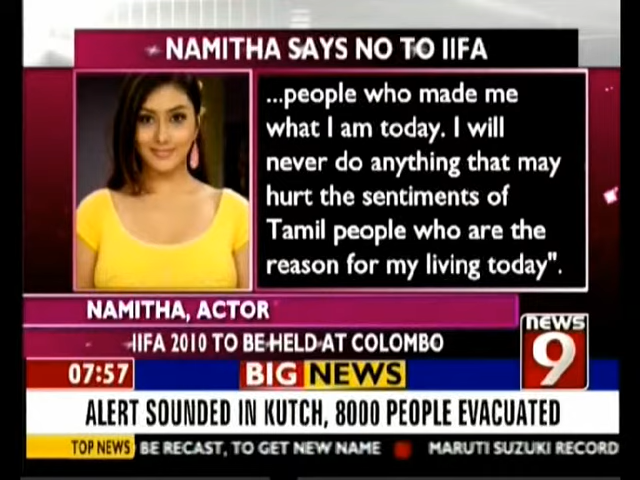 NAMITHA SAYS NO TO IIFA
...people who made me
what I am today. I will
never do anything that may
hurt the sentiments of
Tamil people who are the
reason for my living today".
NAMITHA, ACTOR
IIFA 2010 TO BE HELD AT COLOMBO
NEWS
9
07:57
BIG NEWS
ALERT SOUNDED IN KUTCH, 8000 PEOPLE EVACUATED
TOP NEWS BE RECAST, TO GET NEW NAME MARUTI SUZUKI RECORD